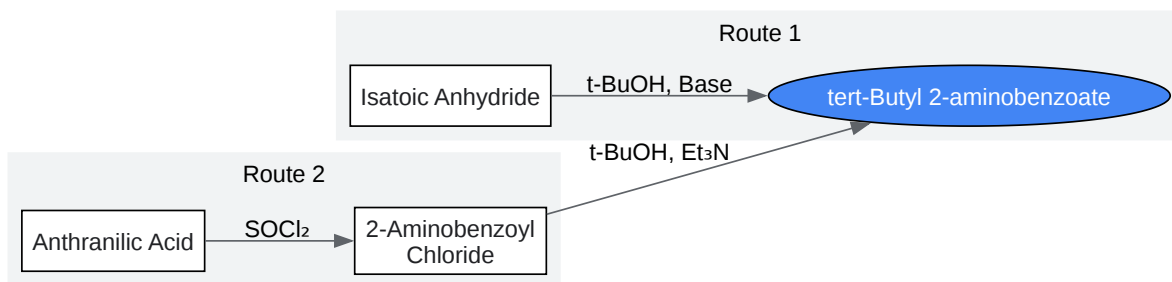 Route 1
Isatoic Anhydride
t-BuOH, Base
tert-Butyl 2-aminobenzoate
t-BuOH, Et₃N
Route 2
Anthranilic Acid
SOCl₂
2-Aminobenzoyl
Chloride